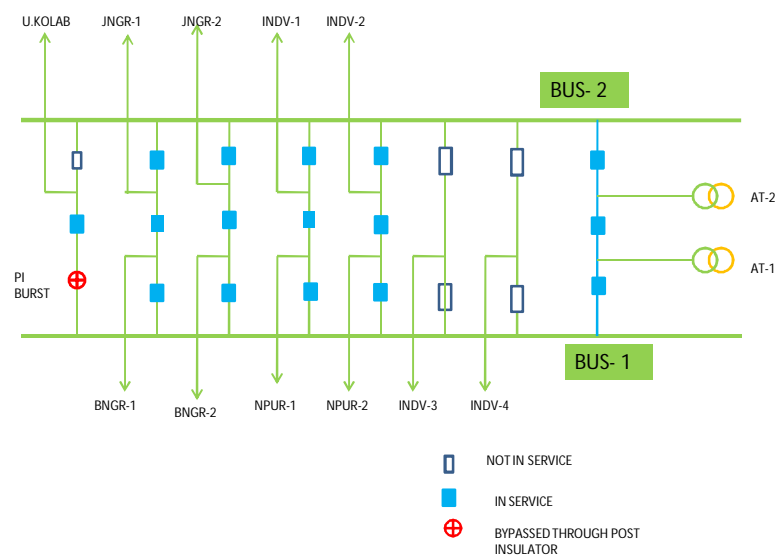 U.KOLAB JNGR-1 JNGR-2 INDV-1 INDV-2
BUS- 2
AT-2
AT-1
PI
BURST
BUS- 1
BNGR-1 BNGR-2 NPUR-1 NPUR-2 INDV-3 INDV-4
NOT IN SERVICE
IN SERVICE
BYPASSED THROUGH POST
INSULATOR